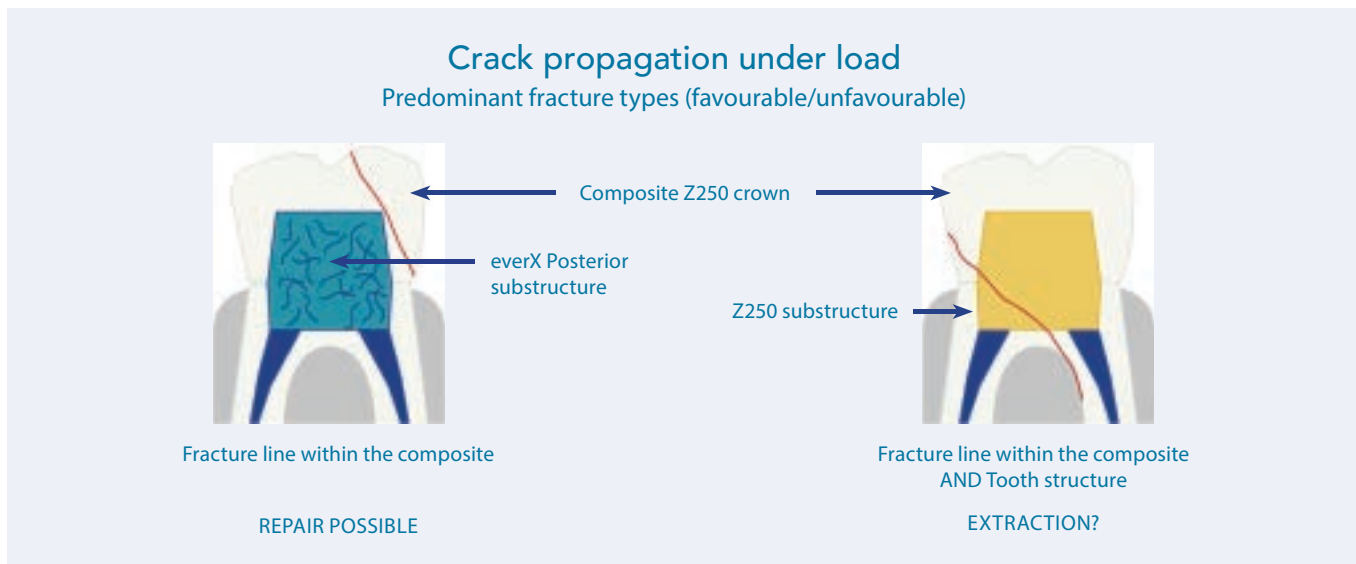 Crack propagation under load
Predominant fracture types (favourable/unfavourable)
Composite Z250 crown
everX Posterior
substructure
Z250 substructure
Fracture line within the composite
REPAIR POSSIBLE
Fracture line within the composite
AND Tooth structure
EXTRACTION?